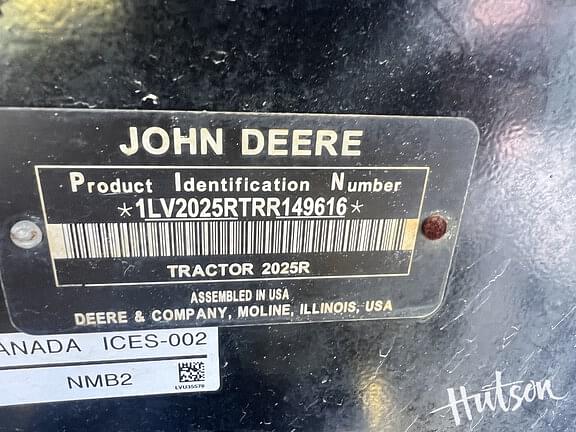 JOHN DEERE
Product Identification Number
*1LV2025RTRR149616*
TRACTOR 2025R
ASSEMBLED IN USA
DEERE & COMPANY, MOLINE, ILLINOIS, USA
ANADA ICES-002
NMB2
LVU35570
Hutson